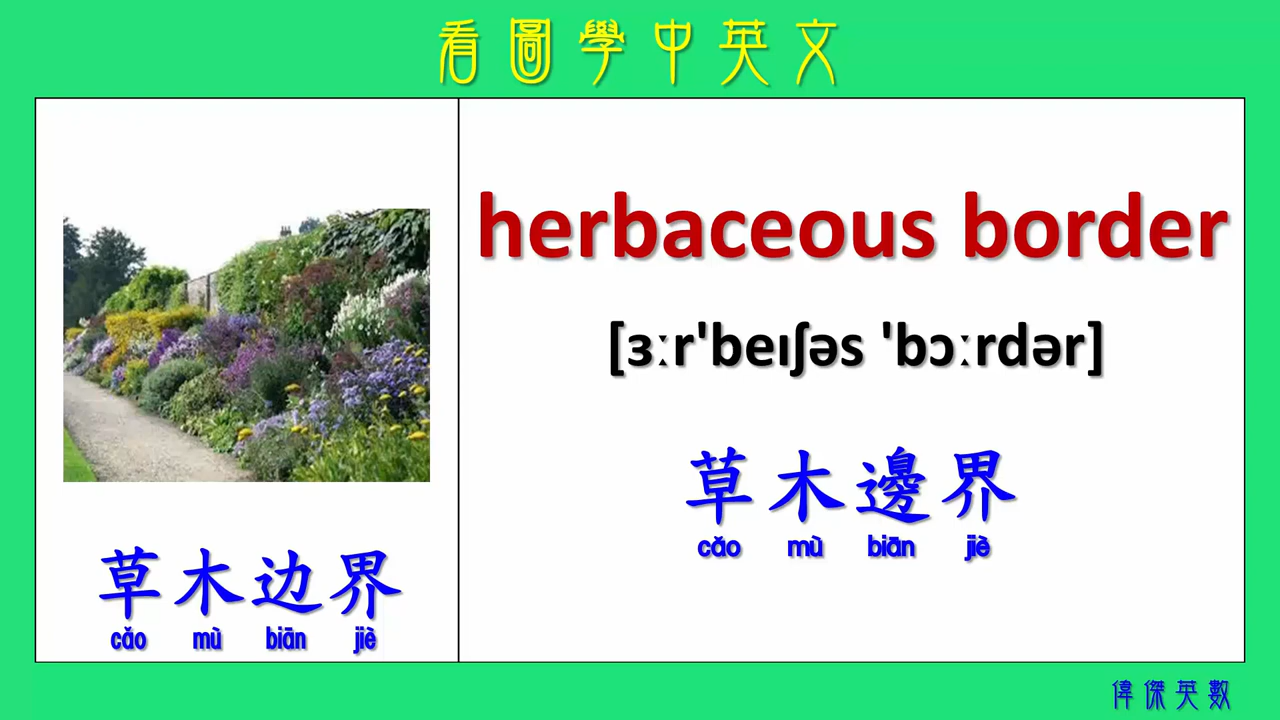 看圖學中英文
herbaceous border
[ɜːr'beɪʃəs 'bɔːrdər]
草木邊界
cǎo mù biān jiè
草木边界
cǎo mù biān jiè
偉傑英數